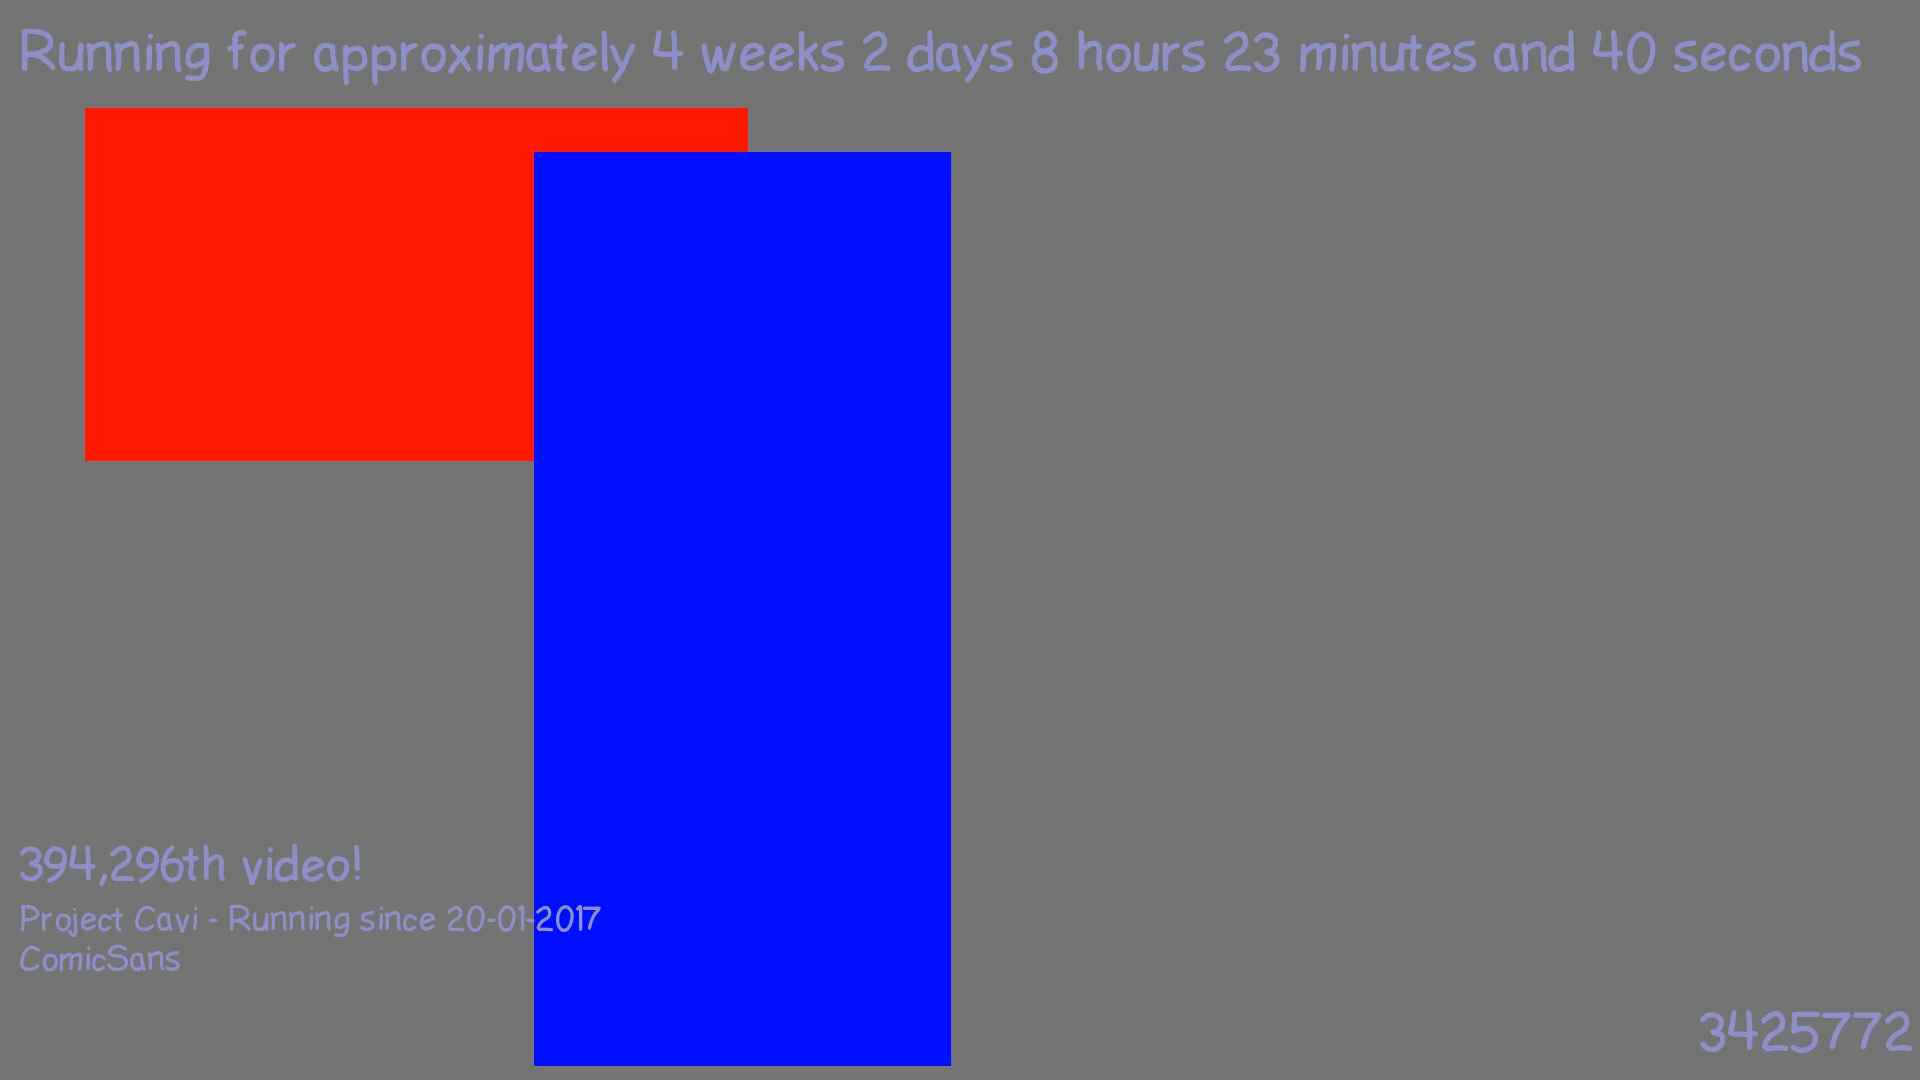 Running for approximately 4 weeks 2 days 8 hours 23 minutes and 40 seconds
394,296th video!
Project Cavi - Running since 20-01-2017
ComicSans
3425772